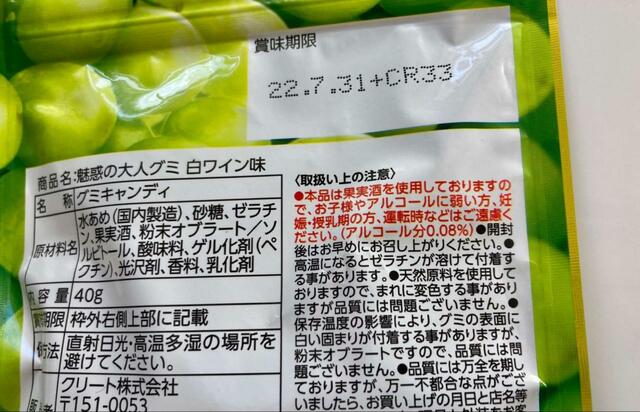 賞味期限
22.7.31+CR33
商品名:魅惑の大人グミ 白ワイン味
名 称 グミキャンディ
原材料名 水あめ(国内製造)、砂糖、ゼラチ
ン、果実酒、粉末オブラート／ソ
ルビトール、酸味料、ゲル化剤(ペ
クチン)、光沢剤、香料、乳化剤
内容量 40g
賞味期限 枠外右側上部に記載
方法 直射日光・高温多湿の場所を
避けてください。
クリート株式会社
〒151-0053
〈取扱い上の注意〉
●本品は果実酒を使用しておりますの
で、お子様やアルコールに弱い方、妊
娠・授乳期の方、運転時などはご遠慮く
ださい。(アルコール分0.08%)●開封
後はお早めにお召し上がりください。●
高温になるとゼラチンが溶けて付着す
る事があります。●天然原料を使用して
おりますので、まれに変色する事があり
ますが品質には問題ございません。●
保存温度の影響により、グミの表面に
白い固まりが付着する事がありますが、
粉末オブラートですので、品質には問
題ございません。●品質には万全を期し
ておりますが、万一不都合な点がござ
いましたら、お買い上げの月日と店名等